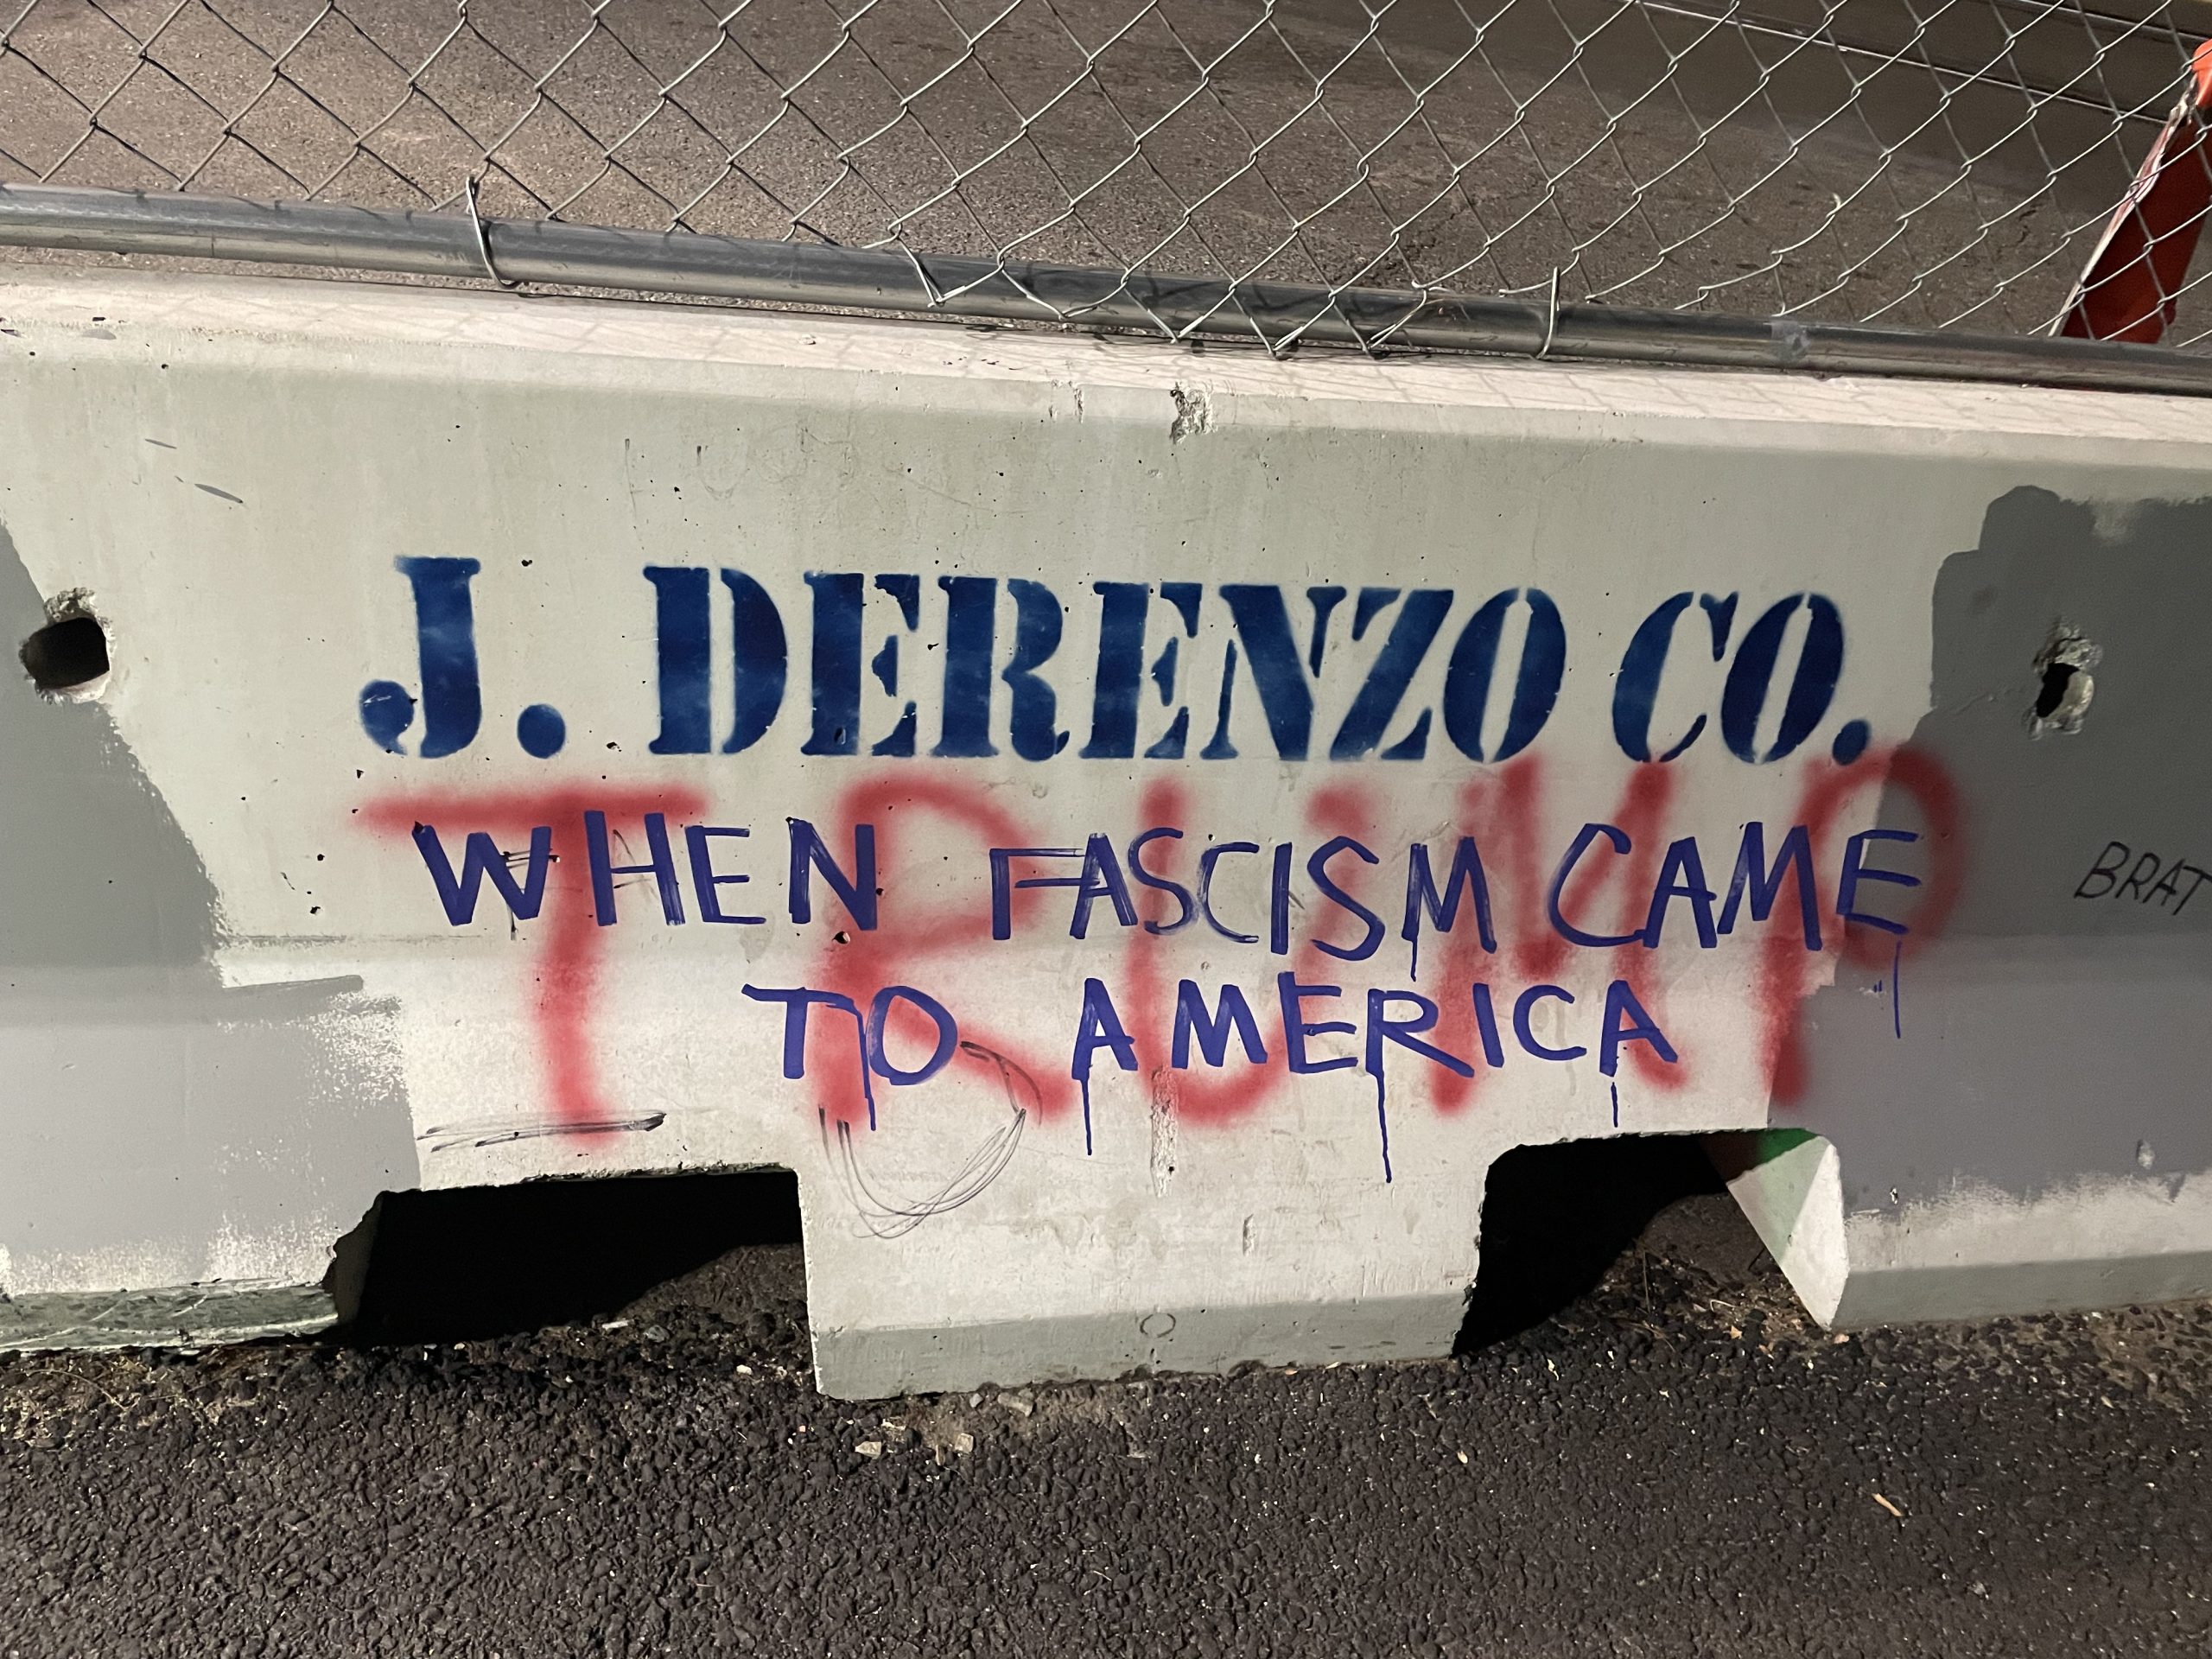 J. DERENZO CO.
TRUMP
WHEN FASCISM CAME
TO AMERICA
BRAT